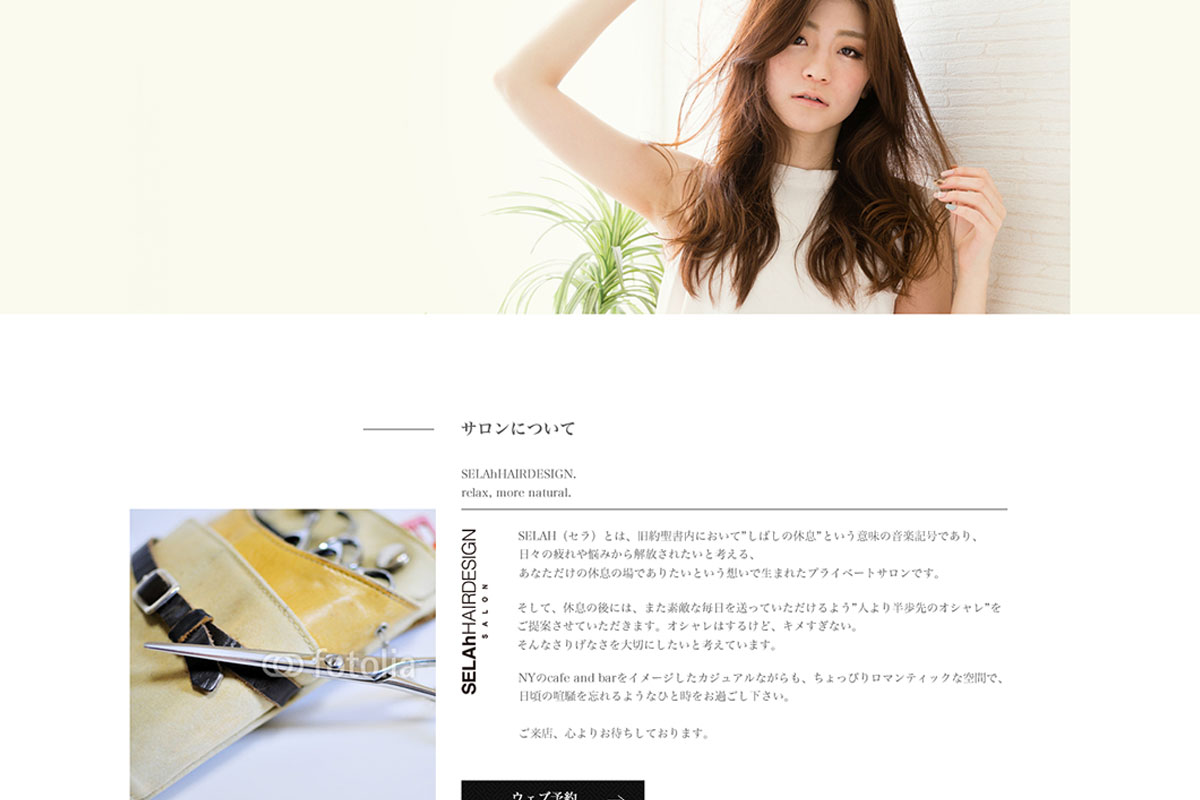 サロンについて
SELAhHAIRDESIGN.
relax, more natural.
SELAhHAIRDESIGN
SALON
SELAH（セラ）とは、旧約聖書内において"しばしの休息"という意味の音楽記号であり、
日々の疲れや悩みから解放されたいと考える、
あなただけの休息の場でありたいという想いで生まれたプライベートサロンです。
そして、休息の後には、また素敵な毎日を送っていただけるよう"人より半歩先のオシャレ"を
ご提案させていただきます。オシャレはするけど、キメすぎない。
そんなさりげなさを大切にしたいと考えています。
NYのcafe and barをイメージしたカジュアルながらも、ちょっぴりロマンティックな空間で、
日頃の喧騒を忘れるようなひと時をお過ごし下さい。
ご来店、心よりお待ちしております。
fotolia
ウェブ予約